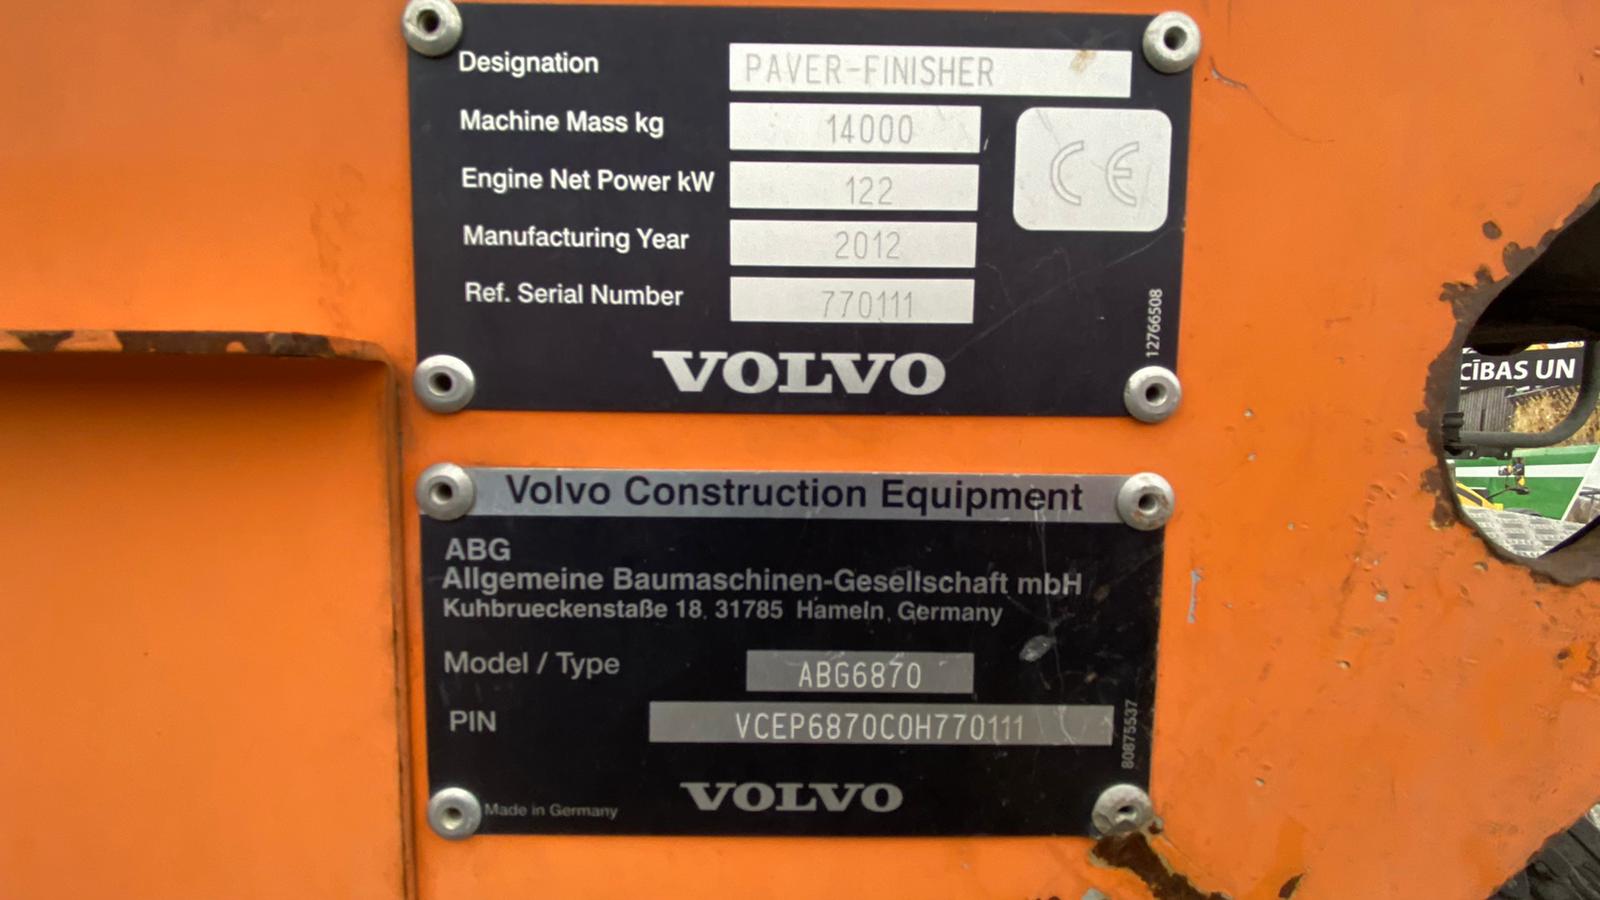 Designation PAVER-FINISHER
Machine Mass kg 14000
Engine Net Power kW 122
Manufacturing Year 2012
Ref. Serial Number 770111
CE
12766508
VOLVO
CĪBAS UN
Volvo Construction Equipment
ABG
Allgemeine Baumaschinen-Gesellschaft mbH
Kuhbrueckenstaße 18, 31785 Hameln, Germany
Model / Type ABG6870
PIN VCEP6870C0H770111
80875537
VOLVO
Made in Germany